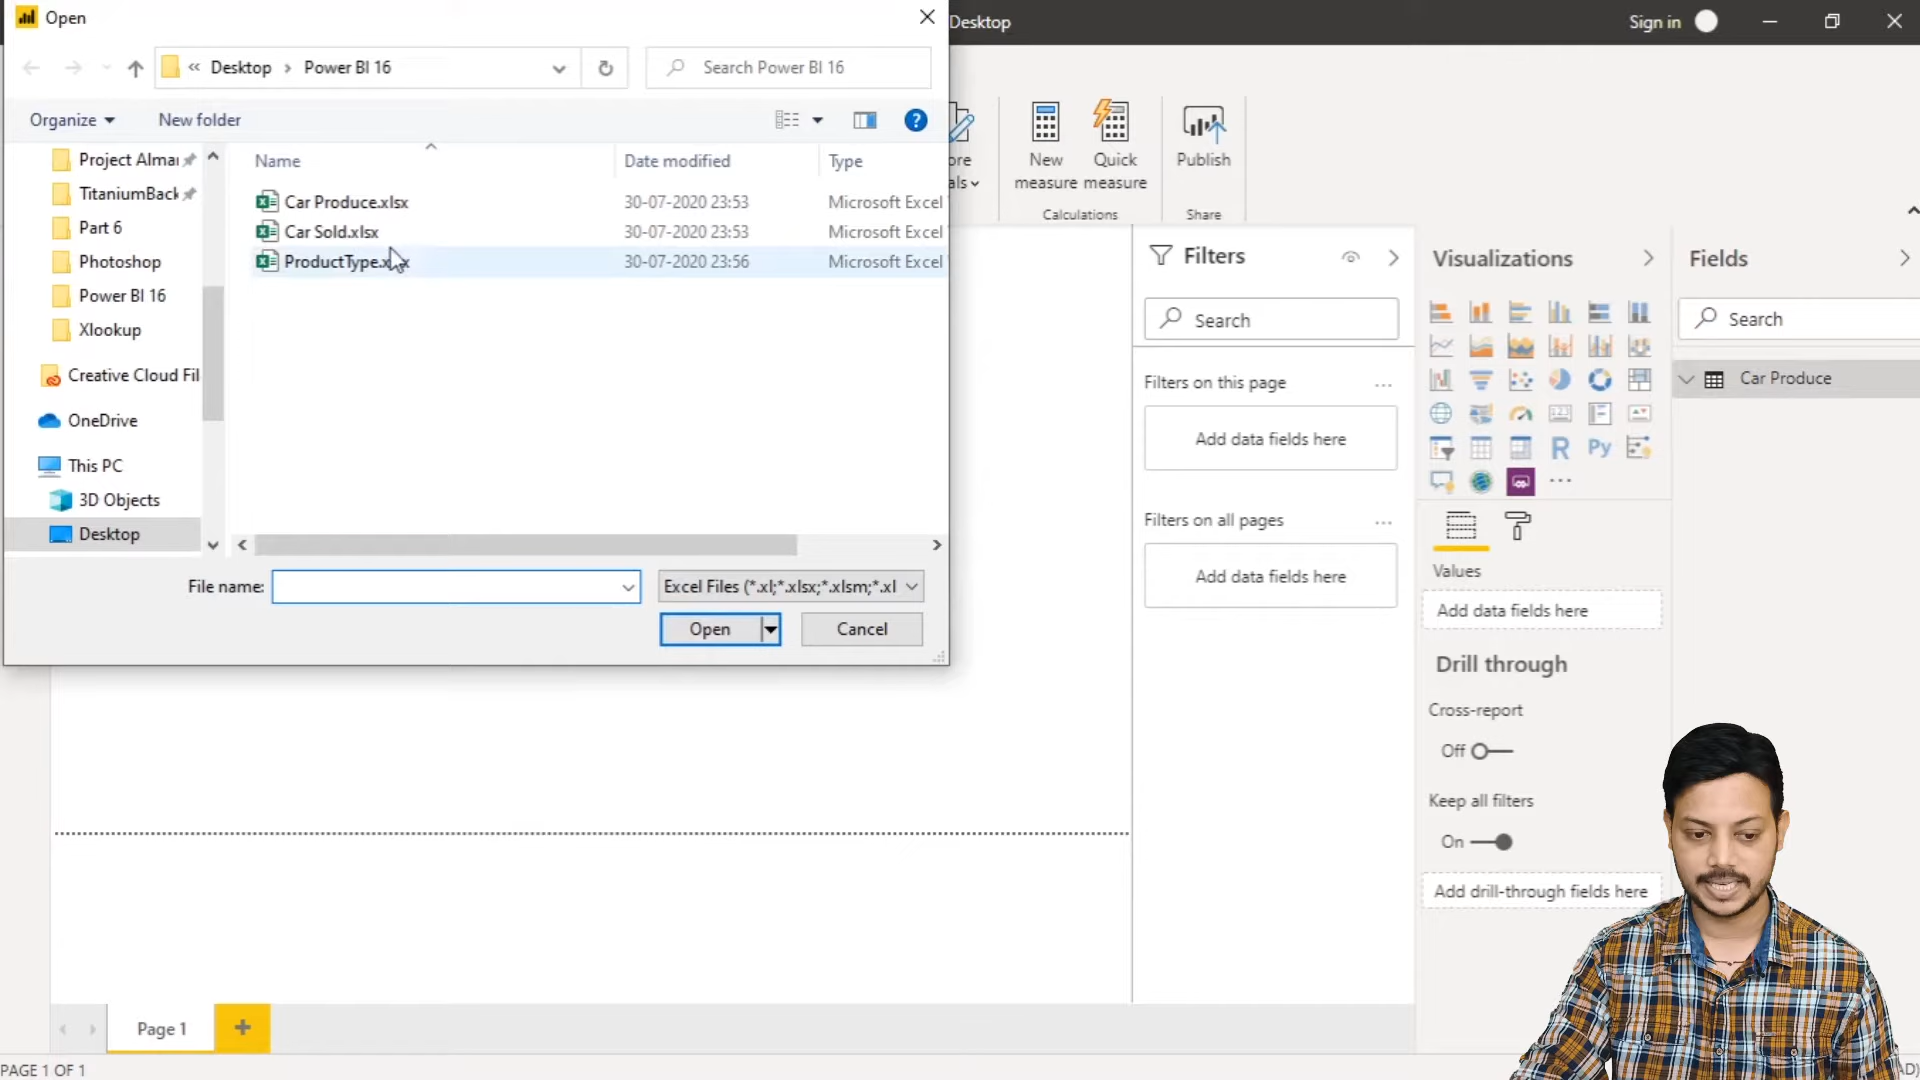 Open
Desktop
Sign in
« Desktop › Power BI 16
Search Power BI 16
Organize
New folder
Name
Date modified
Type
Project Alma
TitaniumBack
Part 6
Photoshop
Power BI 16
Xlookup
Creative Cloud Fil
OneDrive
This PC
3D Objects
Desktop
Car Produce.xlsx 30-07-2020 23:53 Microsoft Excel
Car Sold.xlsx 30-07-2020 23:53 Microsoft Excel
ProductType.xlsx 30-07-2020 23:56 Microsoft Excel
File name:
Excel Files (*.xl;*.xlsx;*.xlsm;*.xl
Open
Cancel
ore
als
New
measure
Quick
measure
Publish
Calculations
Share
Filters
Search
Filters on this page ...
Add data fields here
Filters on all pages ...
Add data fields here
Visualizations
R Py
Values
Add data fields here
Drill through
Cross-report
Off
Keep all filters
On
Add drill-through fields here
Fields
Search
Car Produce
Page 1
+
PAGE 1 OF 1